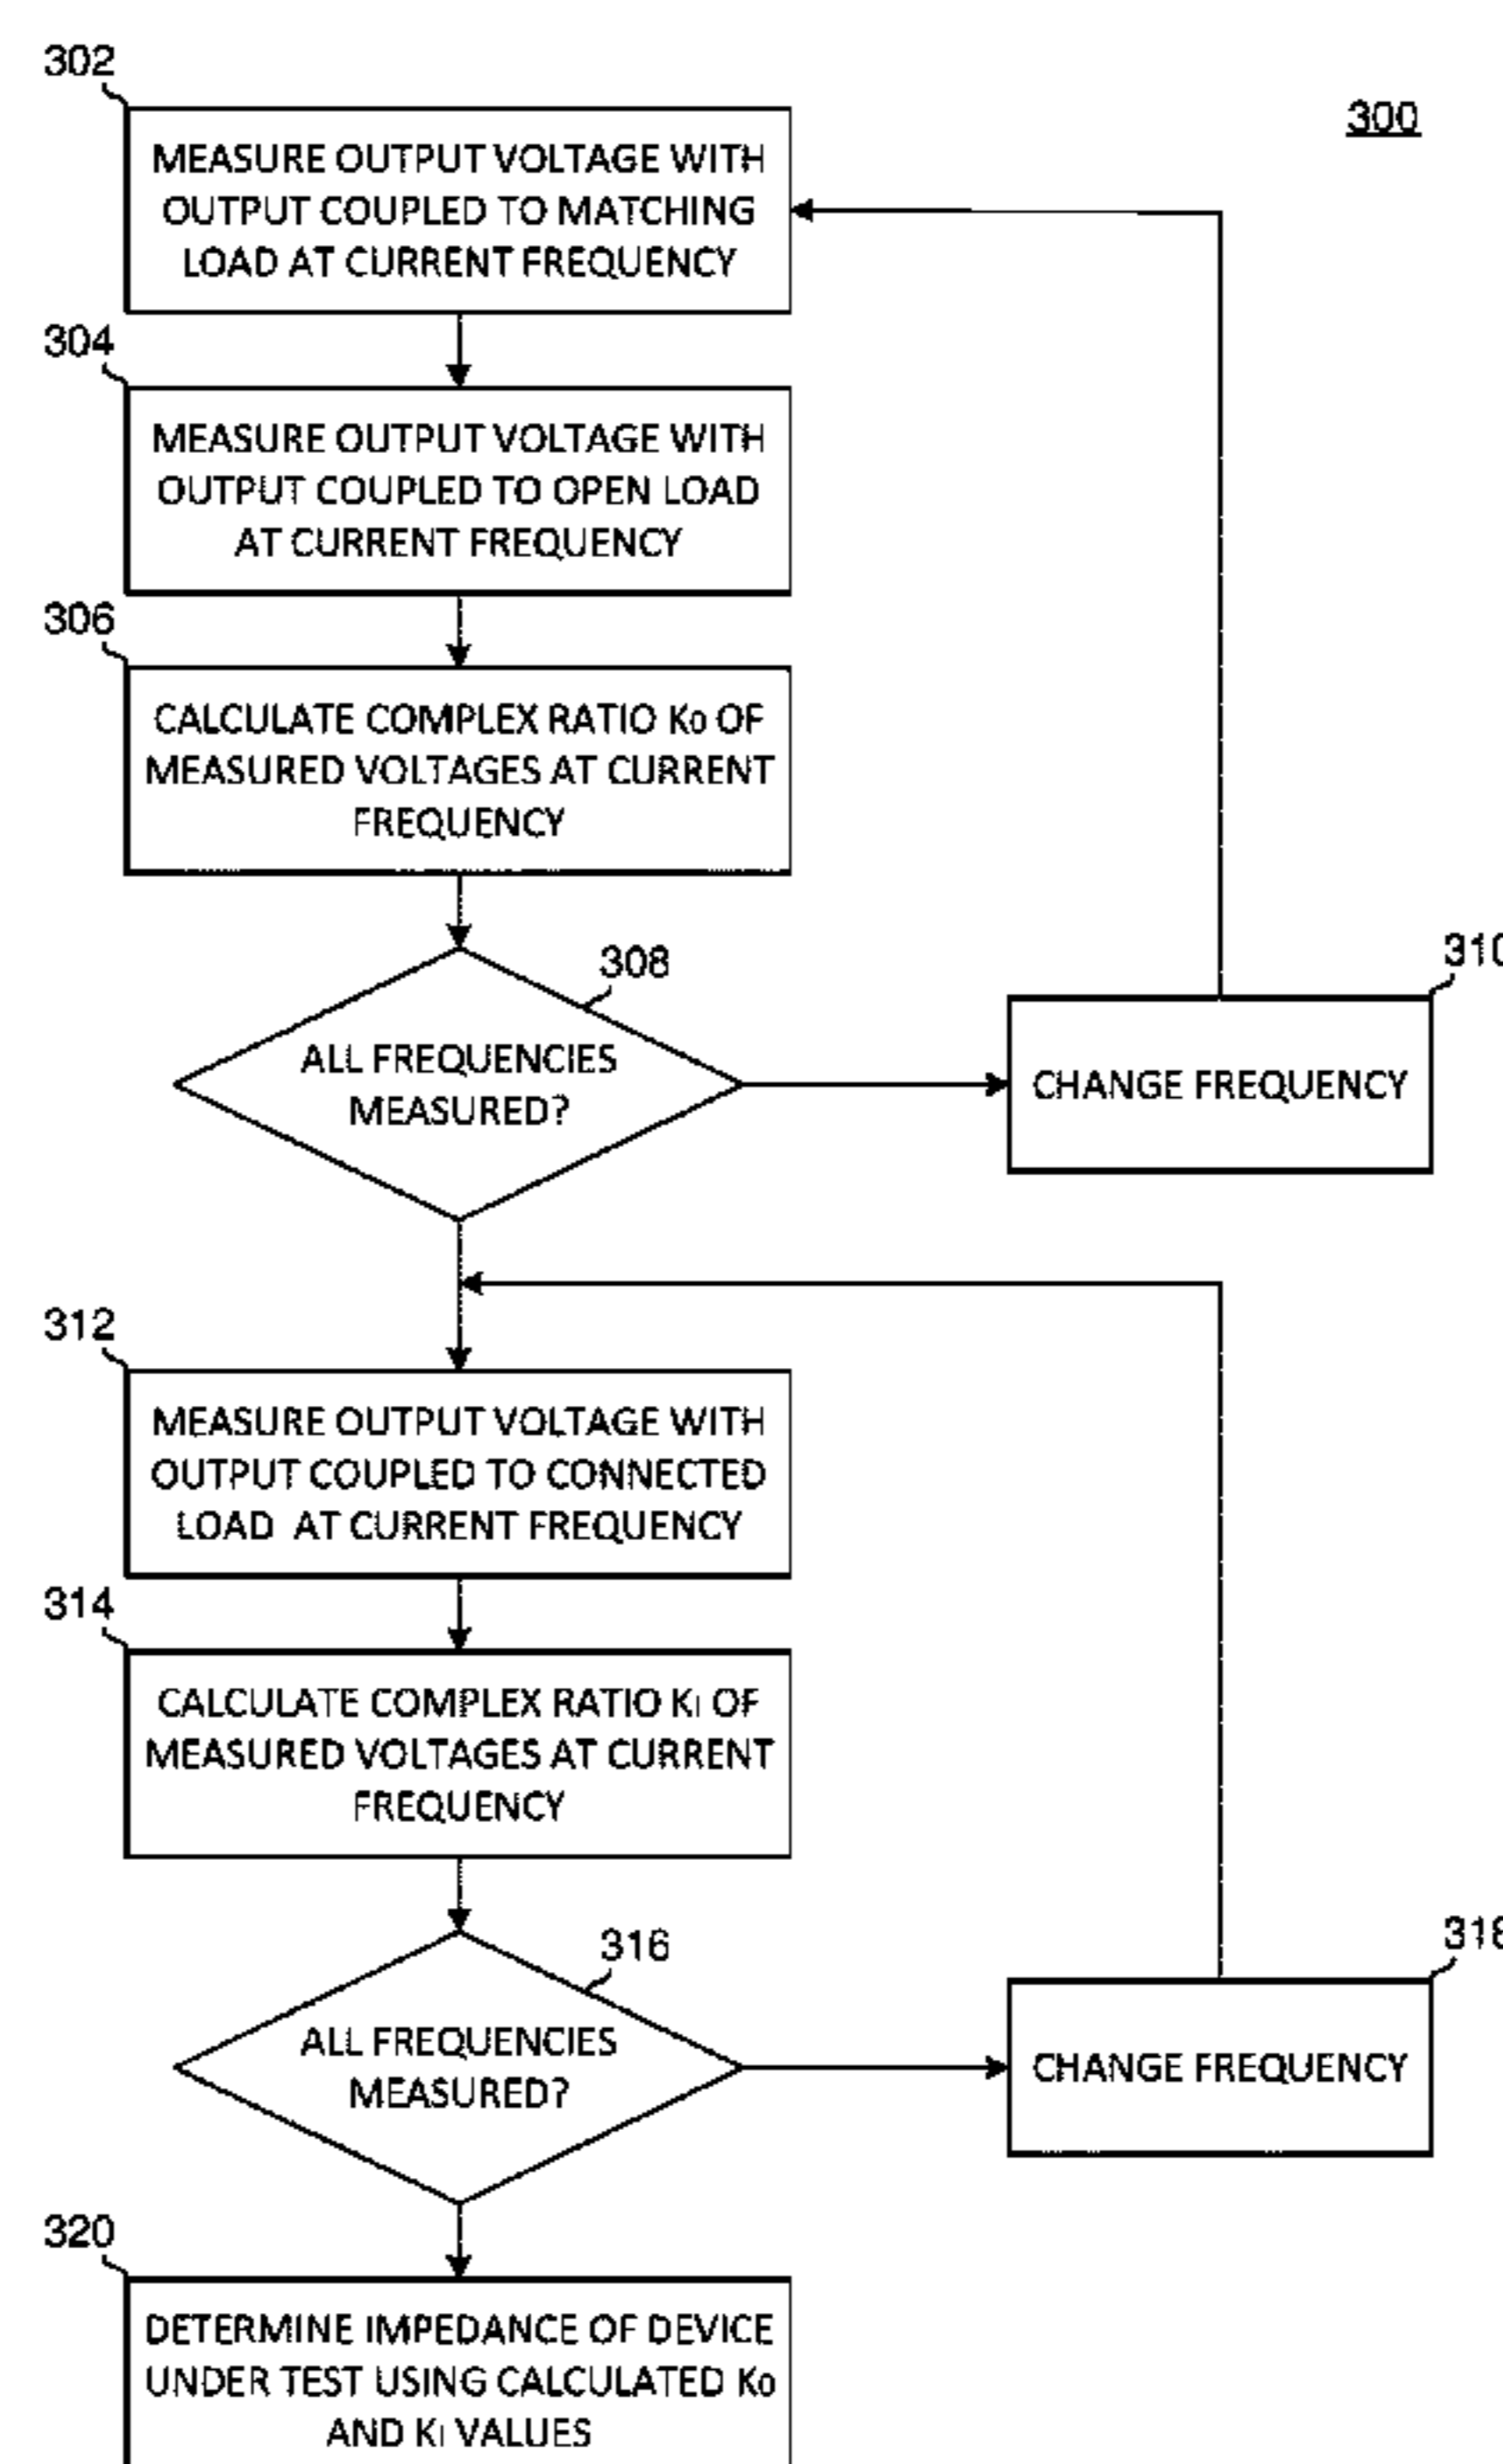 302
300
MEASURE OUTPUT VOLTAGE WITH
OUTPUT COUPLED TO MATCHING
LOAD AT CURRENT FREQUENCY
304
MEASURE OUTPUT VOLTAGE WITH
OUTPUT COUPLED TO OPEN LOAD
AT CURRENT FREQUENCY
306
CALCULATE COMPLEX RATIO K0 OF
MEASURED VOLTAGES AT CURRENT
FREQUENCY
308
ALL FREQUENCIES
MEASURED?
310
CHANGE FREQUENCY
312
MEASURE OUTPUT VOLTAGE WITH
OUTPUT COUPLED TO CONNECTED
LOAD AT CURRENT FREQUENCY
314
CALCULATE COMPLEX RATIO Kl OF
MEASURED VOLTAGES AT CURRENT
FREQUENCY
316
ALL FREQUENCIES
MEASURED?
318
CHANGE FREQUENCY
320
DETERMINE IMPEDANCE OF DEVICE
UNDER TEST USING CALCULATED K0
AND Kl VALUES